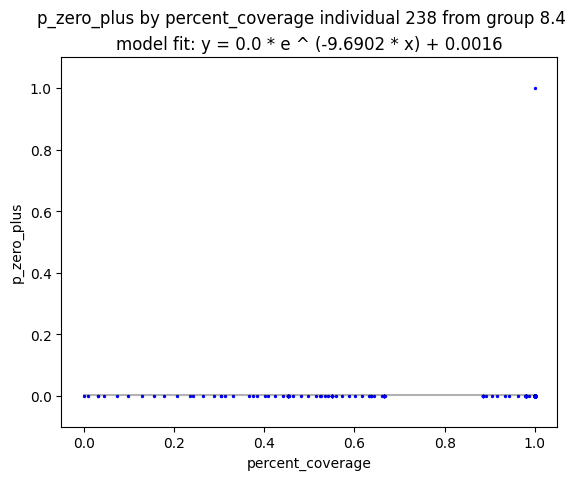 p_zero_plus by percent_coverage individual 238 from group 8.4
model fit: y = 0.0 * e ^ (-9.6902 * x) + 0.0016
1.0
0.8
0.6
0.4
0.2
0.0
p_zero_plus
0.0 0.2 0.4 0.6 0.8 1.0
percent_coverage